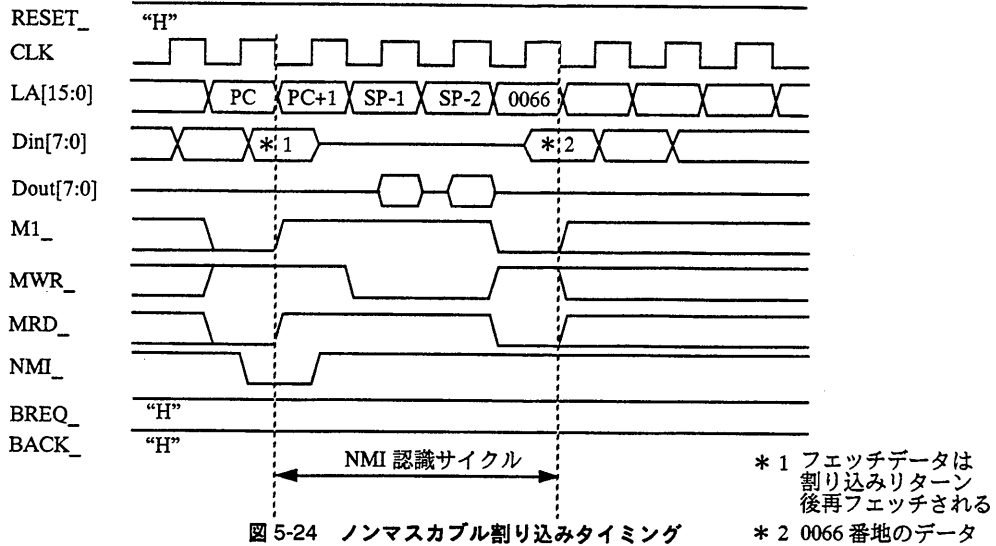 RESET_ “H”
CLK
LA[15:0] PC PC+1 SP-1 SP-2 0066
Din[7:0] *1 *2
Dout[7:0]
M1_
MWR_
MRD_
NMI_
BREQ_ “H”
BACK_ “H”
NMI 認識サイクル
*1 フェッチデータは
割り込みリターン
後再フェッチされる
*2 0066 番地のデータ
図 5-24 ノンマスカブル割り込みタイミング